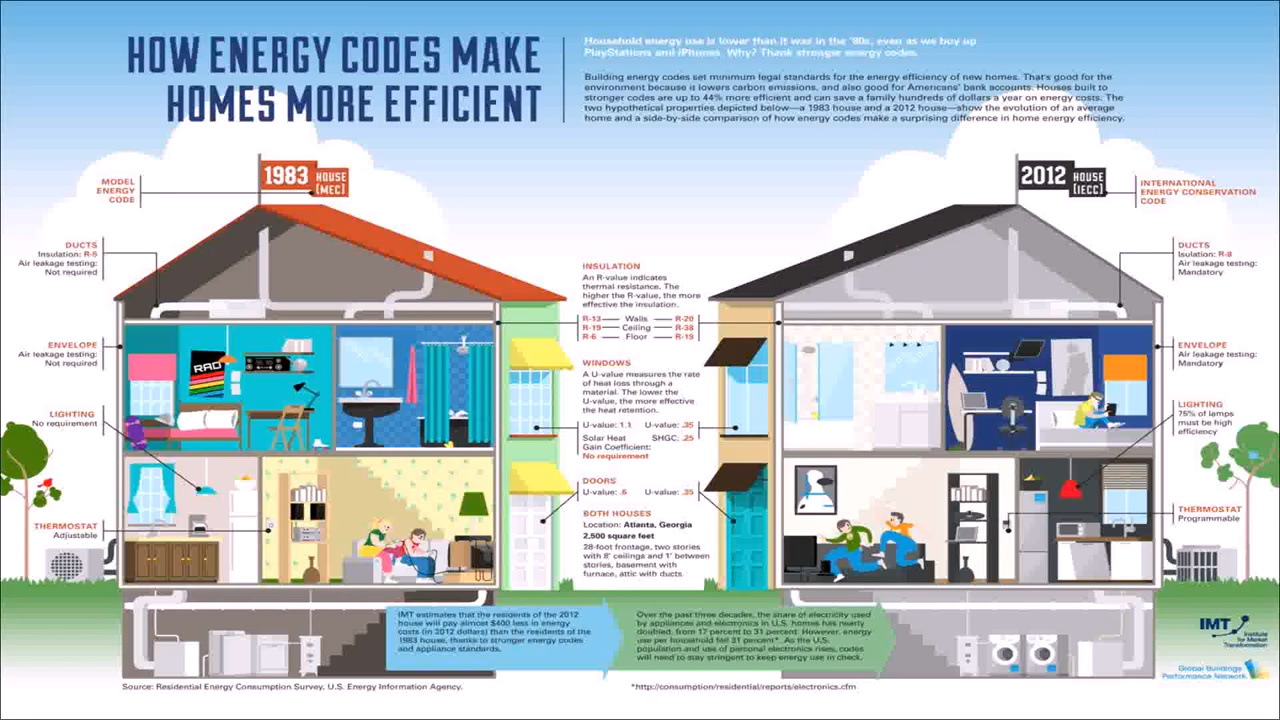 HOW ENERGY CODES MAKE
HOMES MORE EFFICIENT
Household energy use is lower than it was in the '80s, even as we buy up
PlayStations and iPhones. Why? Thank stronger energy codes.
Building energy codes set minimum legal standards for the energy efficiency of new homes. That's good for the
environment because it lowers carbon emissions, and also good for Americans' bank accounts. Houses built to
stronger codes are up to 44% more efficient and can save a family hundreds of dollars a year on energy costs. The
two hypothetical properties depicted below—a 1983 house and a 2012 house—show the evolution of an average
home and a side-by-side comparison of how energy codes make a surprising difference in home energy efficiency.
MODEL
ENERGY
CODE
1983 HOUSE
[MEC]
2012 HOUSE
[IECC]
INTERNATIONAL
ENERGY CONSERVATION
CODE
DUCTS
Insulation: R-5
Air leakage testing:
Not required
ENVELOPE
Air leakage testing:
Not required
LIGHTING
No requirement
THERMOSTAT
Adjustable
RAD
INSULATION
An R-value indicates
thermal resistance. The
higher the R-value, the more
effective the insulation.
R-13 Walls R-20
R-19 Ceiling R-38
R-6 Floor R-19
WINDOWS
A U-value measures the rate
of heat loss through a
material. The lower the
U-value, the more effective
the heat retention.
U-value: 1.1 U-value: .35
Solar Heat SHGC: .25
Gain Coefficient:
No requirement
DOORS
U-value: .6 U-value: .35
BOTH HOUSES
Location: Atlanta, Georgia
2,500 square feet
28-foot frontage, two stories
with 8' ceilings and 1' between
stories, basement with
furnace, attic with ducts.
DUCTS
Isulation: R-8
Air leakage testing:
Mandatory
ENVELOPE
Air leakage testing:
Mandatory
LIGHTING
75% of lamps
must be high
efficiency
THERMOSTAT
Programmable
IMT estimates that the residents of the 2012
house will pay almost $400 less in energy
costs (in 2012 dollars) than the residents of the
1983 house, thanks to stronger energy codes
and appliance standards.
Over the past three decades, the share of electricity used
by appliances and electronics in U.S. homes has nearly
doubled, from 17 percent to 31 percent. However, energy
use per household fell 31 percent*. As the U.S.
population and use of personal electronics rises, codes
will need to stay stringent to keep energy use in check.
IMT
Institute
for Market
Transformation
Global Buildings
Performance Network
Source: Residential Energy Consumption Survey, U.S. Energy Information Agency.
*http://consumption/residential/reports/electronics.cfm